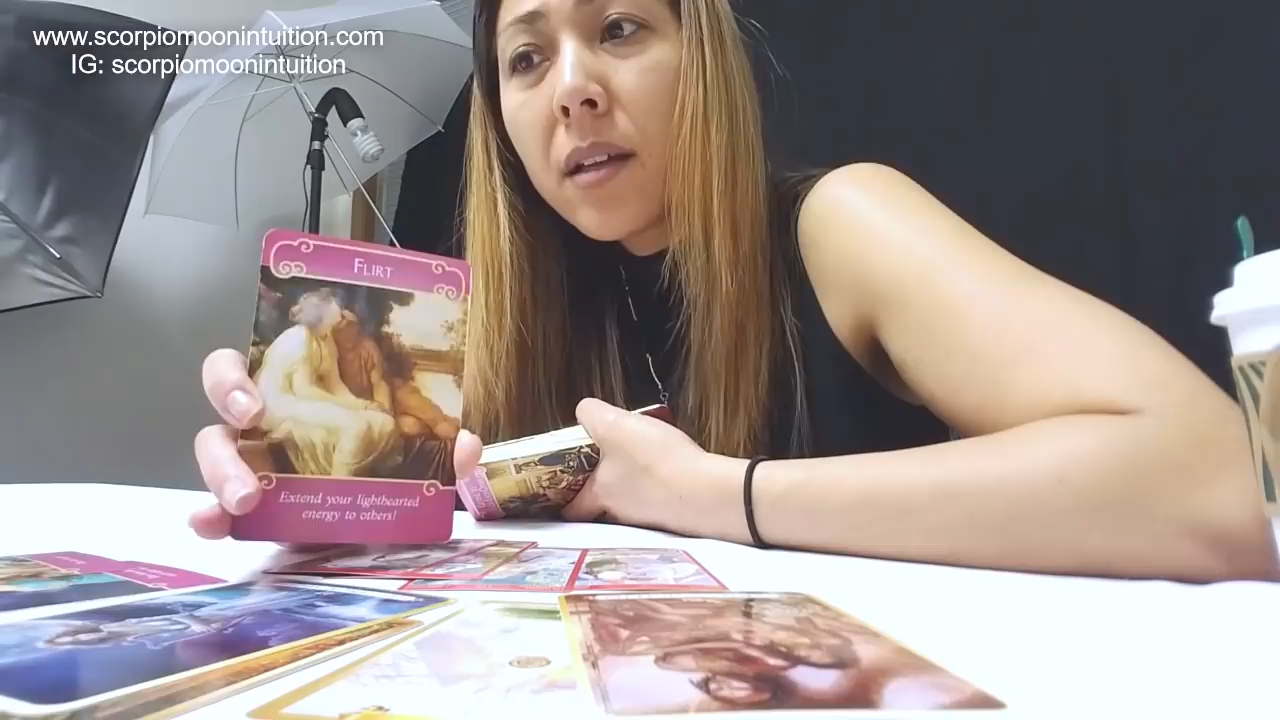 www.scorpiomoonintuition.com
IG: scorpiomoonintuition
FLIRT
Extend your lighthearted
energy to others!